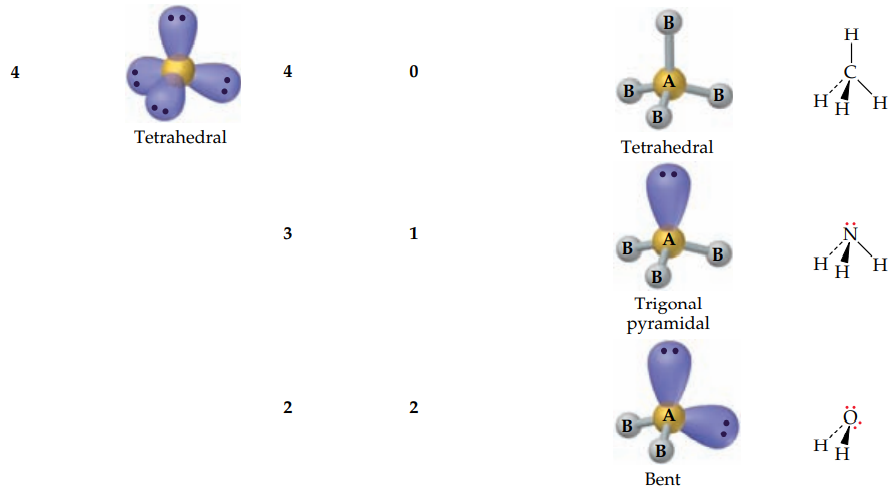 4
Tetrahedral
4
0
B
A
B
B
B
Tetrahedral
H
C
H
H
H
3
1
A
B
B
B
Trigonal
pyramidal
N
H
H
H
2
2
A
B
B
Bent
O
H
H